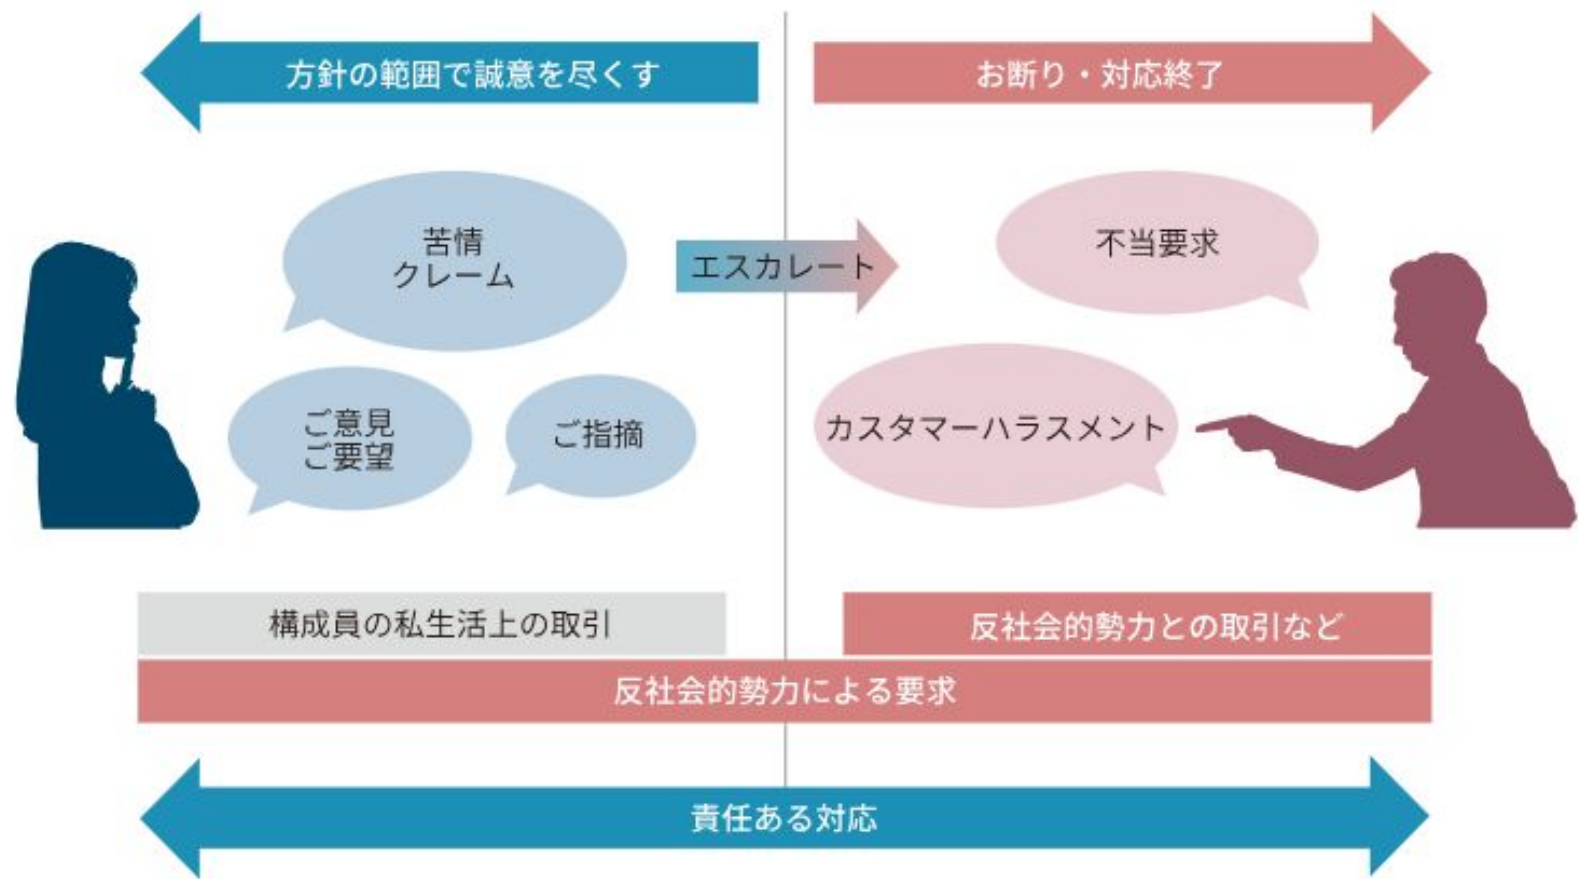 方針の範囲で誠意を尽くす
お断り・対応終了
苦情
クレーム
エスカレート
不当要求
ご意見
ご要望
ご指摘
カスタマーハラスメント
構成員の私生活上の取引
反社会的勢力との取引など
反社会的勢力による要求
責任ある対応